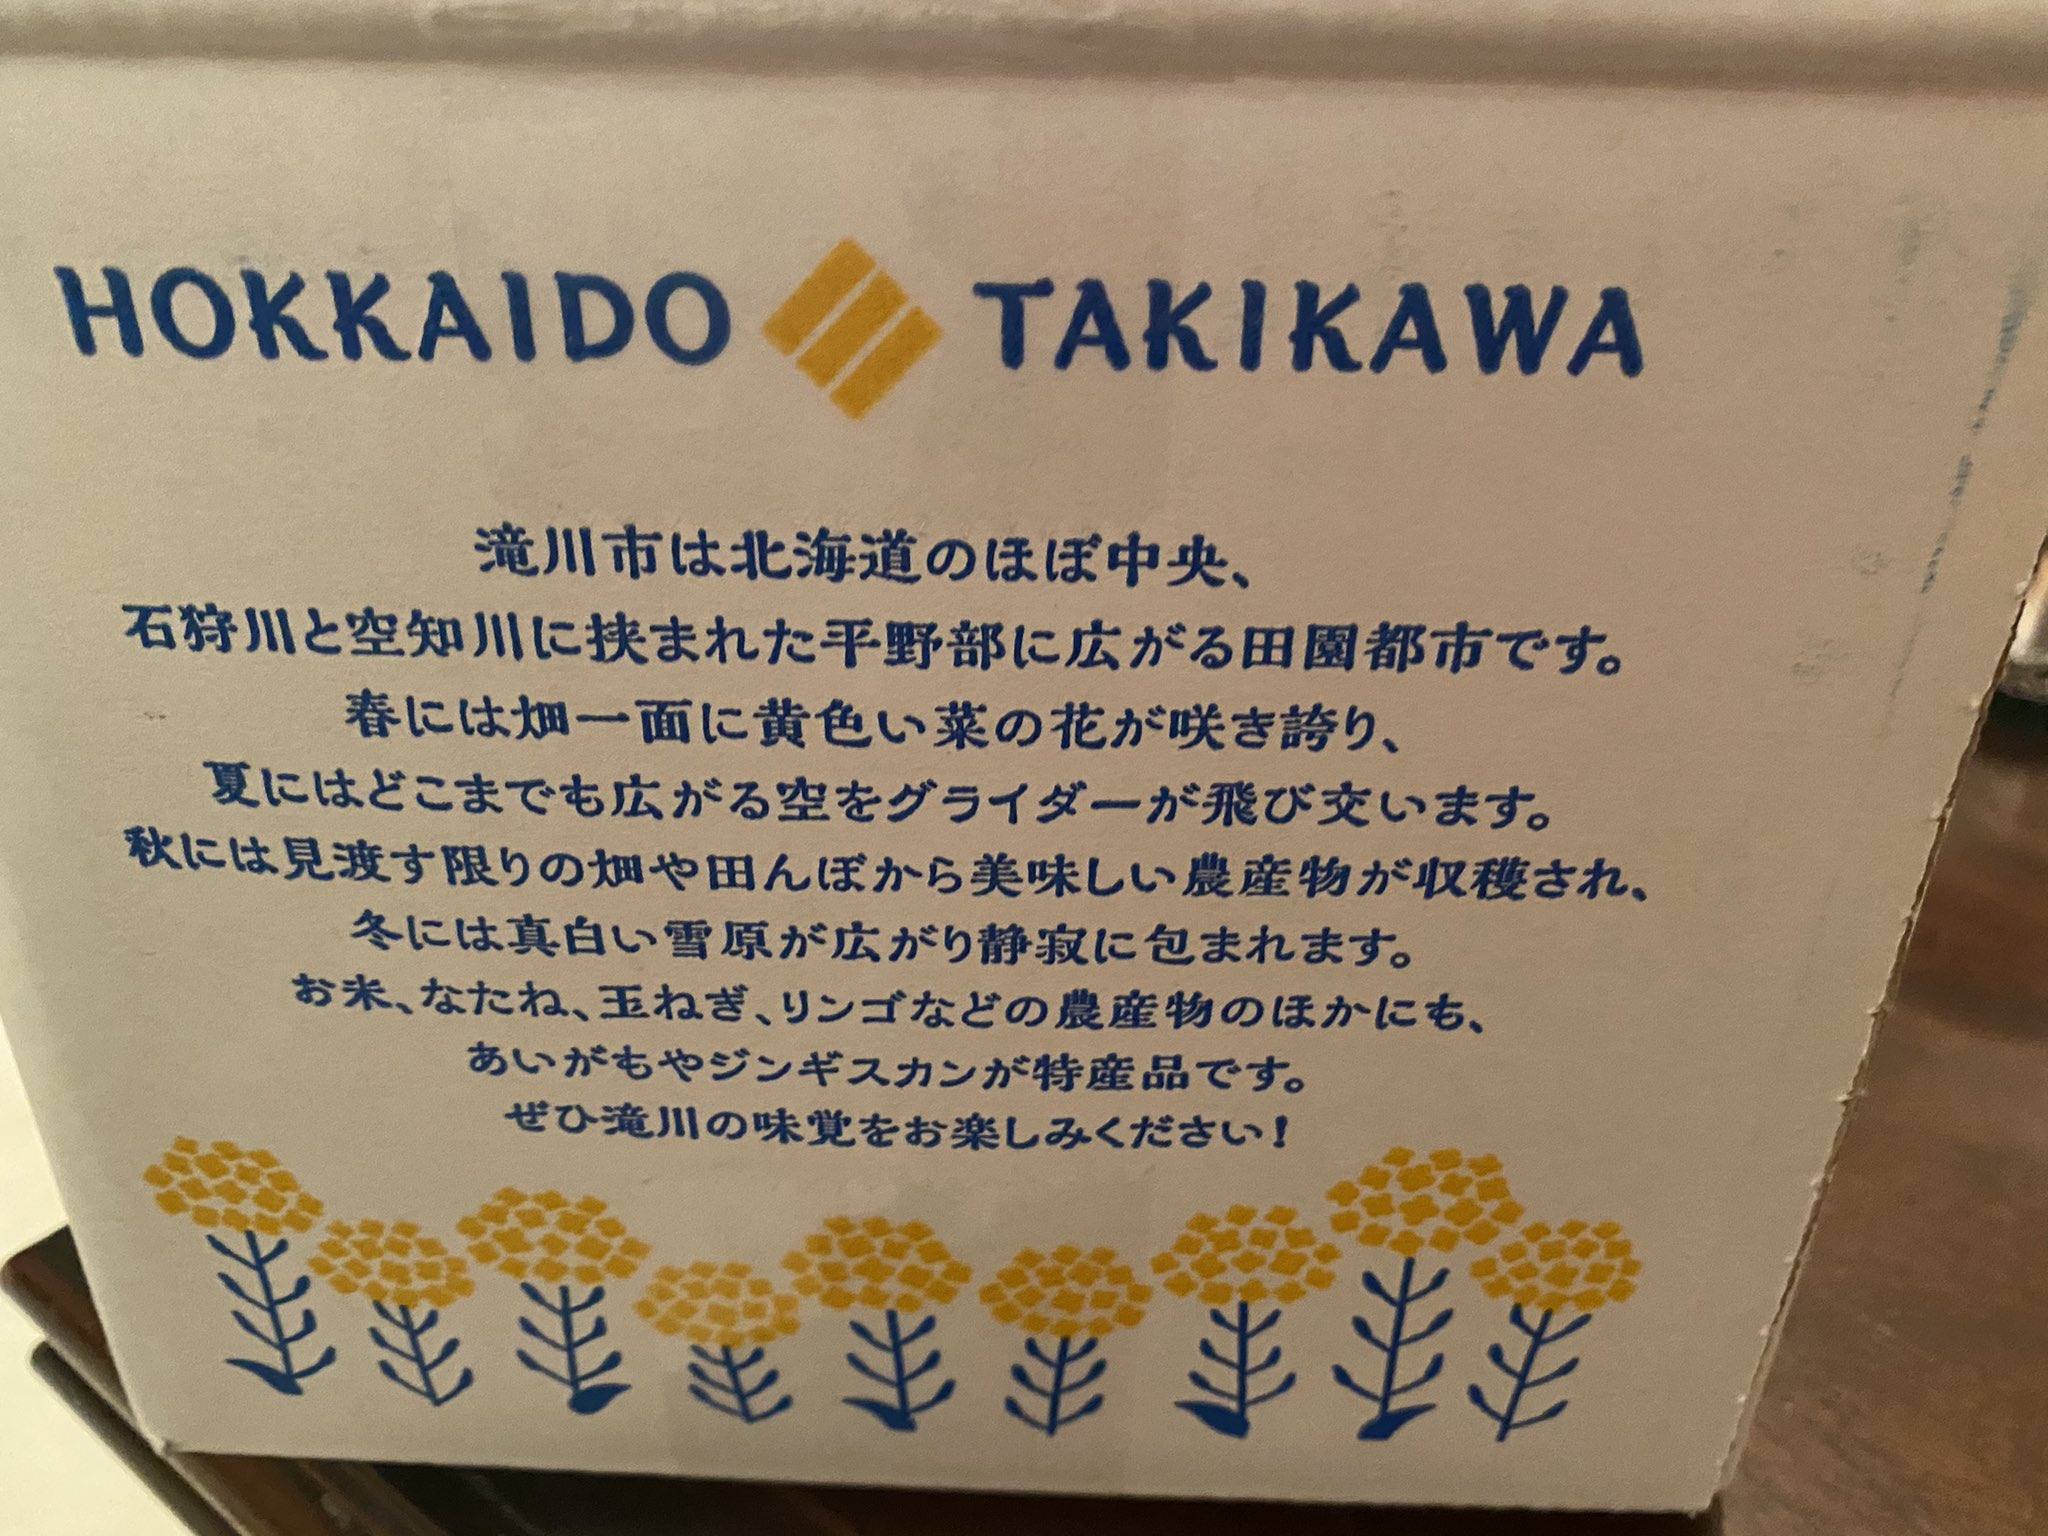 HOKKAIDO TAKIKAWA
滝川市は北海道のほぼ中央、
石狩川と空知川に挟まれた平野部に広がる田園都市です。
春には畑一面に黄色い菜の花が咲き誇り、
夏にはどこまでも広がる空をグライダーが飛び交います。
秋には見渡す限りの畑や田んぼから美味しい農産物が収穫され、
冬には真白い雪原が広がり静寂に包まれます。
お米、なたね、玉ねぎ、リンゴなどの農産物のほかにも、
あいがもやジンギスカンが特産品です。
ぜひ滝川の味覚をお楽しみください!